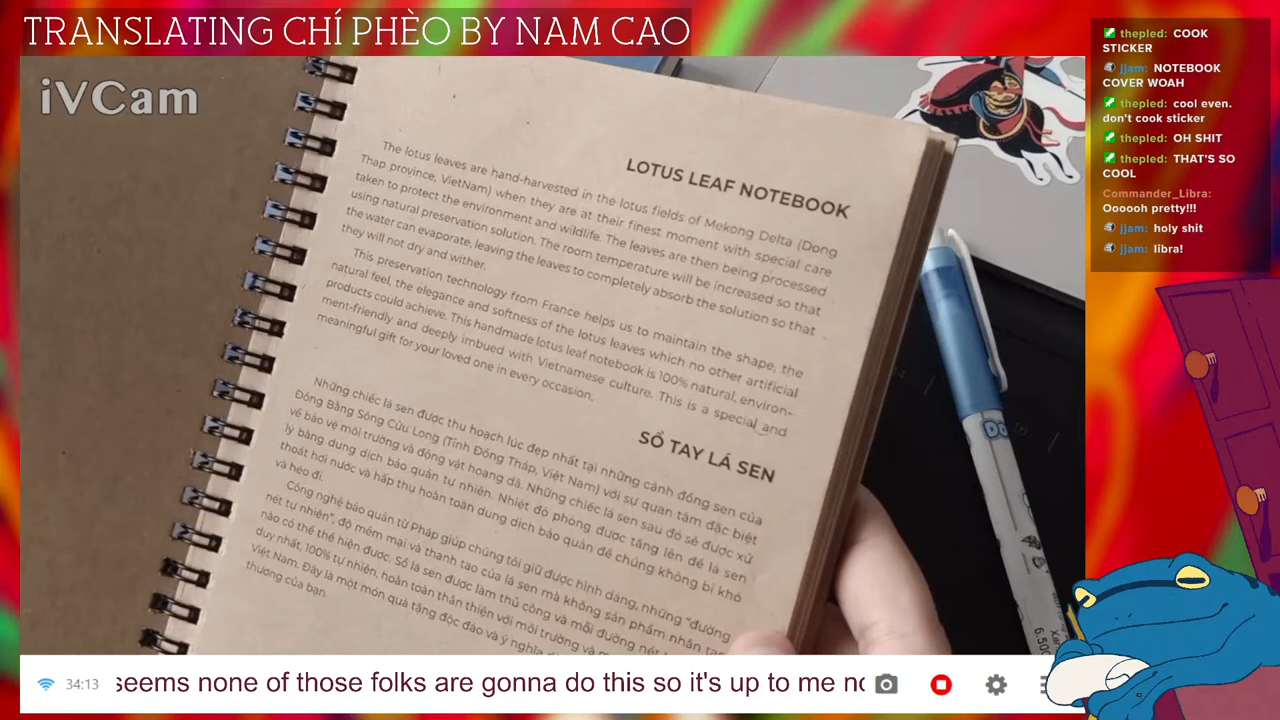 TRANSLATING CHÍ PHÈO BY NAM CAO
iVCam
LOTUS LEAF NOTEBOOK
The lotus leaves are hand-harvested in the lotus fields of Mekong Delta (Dong
Thap province, VietNam) when they are at their finest moment with special care
taken to protect the environment and wildlife. The leaves are then being processed
using natural preservation solution. The room temperature will be increased so that
the water can evaporate, leaving the leaves to completely absorb the solution so that
they will not dry and wither.
This preservation technology from France helps us to maintain the shape, the
natural feel, the elegance and softness of the lotus leaves which no other artificial
products could achieve. This handmade lotus leaf notebook is 100% natural, environ-
ment-friendly and deeply imbued with Vietnamese culture. This is a special and
meaningful gift for your loved one in every occasion.
SỔ TAY LÁ SEN
Những chiếc lá sen được thu hoạch lúc đẹp nhất tại những cánh đồng sen của
Đồng Bằng Sông Cửu Long (Tỉnh Đồng Tháp, Việt Nam) với sự quan tâm đặc biệt
về bảo vệ môi trường và động vật hoang dã. Những chiếc lá sen sau đó sẽ được xử
lý bằng dung dịch bảo quản tự nhiên. Nhiệt độ phòng được tăng lên để lá sen
thoát hơi nước và hấp thụ hoàn toàn dung dịch bảo quản để chúng không bị khô
và héo đi.
Công nghệ bảo quản từ Pháp giúp chúng tôi giữ được hình dáng, những "đường
nét tự nhiên", độ mềm mại và thanh tao của lá sen mà không sản phẩm nhân tạo
nào có thể thể hiện được. Sổ lá sen được làm thủ công và mỗi đường nét
duy nhất, 100% tự nhiên, hoàn toàn thân thiện với môi trường và
Việt Nam. Đây là một món quà tặng độc đáo và ý nghĩa
thương của bạn.
thepled: COOK
STICKER
jjam: NOTEBOOK
COVER WOAH
thepled: cool even.
don't cook sticker
thepled: OH SHIT
thepled: THAT'S SO
COOL
Commander_Libra:
Oooooh pretty!!!
jjam: holy shit
jjam: libra!
34:13
seems none of those folks are gonna do this so it's up to me